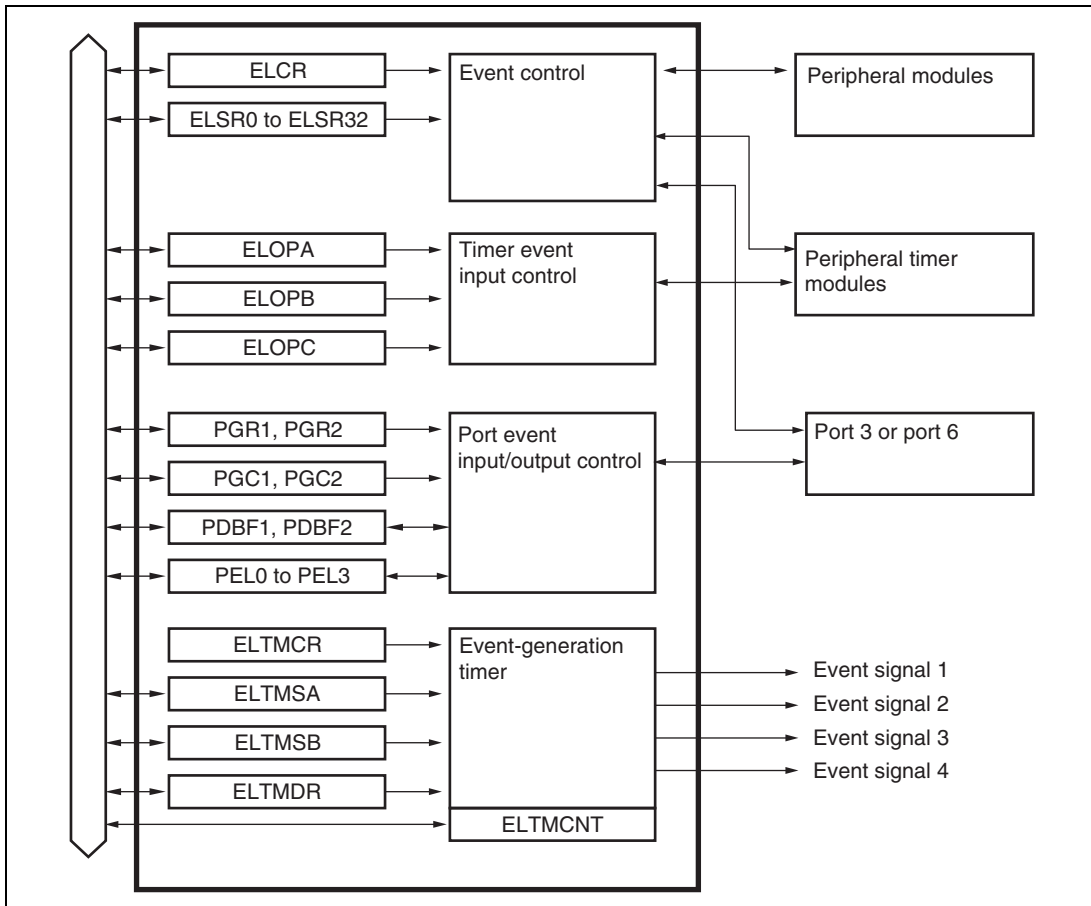 ELCR
ELSR0 to ELSR32
Event control
Peripheral modules
ELOPA
ELOPB
ELOPC
Timer event
input control
Peripheral timer
modules
PGR1, PGR2
PGC1, PGC2
PDBF1, PDBF2
PEL0 to PEL3
Port event
input/output control
Port 3 or port 6
ELTMCR
ELTMSA
ELTMSB
ELTMDR
Event-generation
timer
ELTMCNT
Event signal 1
Event signal 2
Event signal 3
Event signal 4